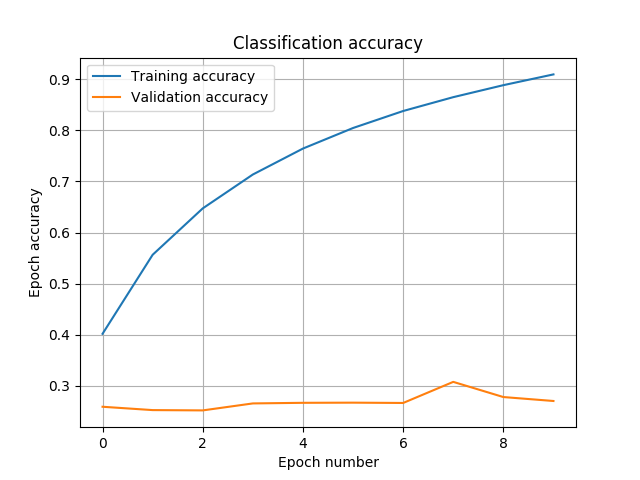 Classification accuracy
Training accuracy
Validation accuracy
Epoch accuracy
0.9
0.8
0.7
0.6
0.5
0.4
0.3
0 2 4 6 8
Epoch number